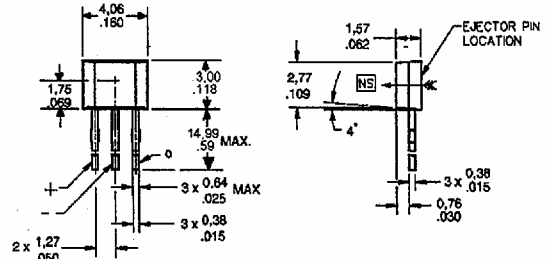 4,06
.160
1,57
.062
EJECTOR PIN
LOCATION
3,00
.118
1,75
.069
2,77
.109
NS
4°
14,99
.59 MAX.
O
+
-
3 x 0,64
.025 MAX
3 x 0,38
.015
3 x 0,38
.015
0,76
.030
2 x 1,27
.050